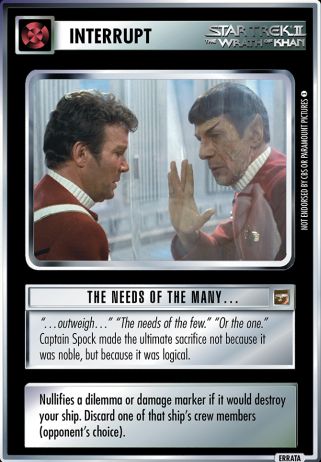 INTERRUPT
STAR TREK II
THE WRATH OF KHAN
NOT ENDORSED BY CBS OR PARAMOUNT PICTURES
THE NEEDS OF THE MANY...
“...outweigh...” “The needs of the few.” “Or the one.”
Captain Spock made the ultimate sacrifice not because it
was noble, but because it was logical.
Nullifies a dilemma or damage marker if it would destroy
your ship. Discard one of that ship's crew members
(opponent's choice).
ERRATA